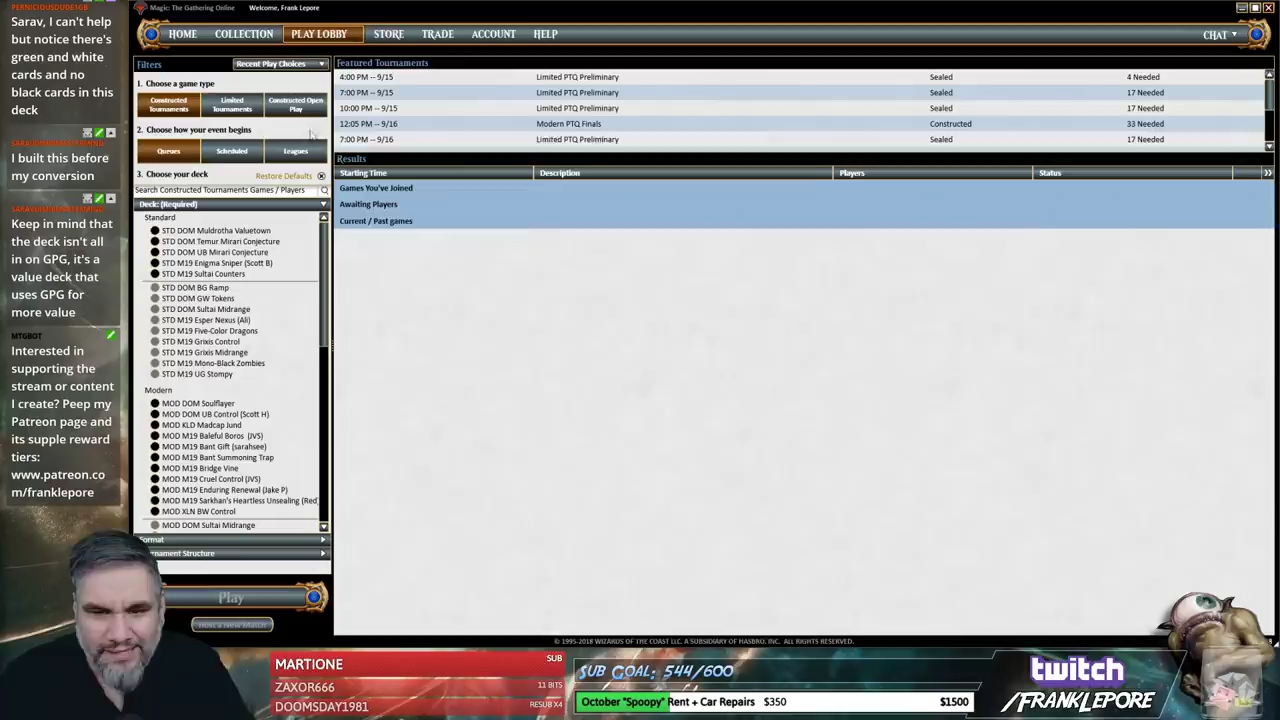 PERNICIOUSDUDE1GB
Sarav, I can't help
but notice there's
green and white
cards and no
black cards in this
deck
I built this before
my conversion
Keep in mind that
the deck isn't all
in on GPG, it's a
value deck that
uses GPG for
more value
MTGBOT
Interested in
supporting the
stream or content
I create? Peep my
Patreon page and
its supple reward
tiers:
www.patreon.co
m/franklepore
Magic: The Gathering Online
Welcome, Frank Lepore
HOME
COLLECTION
PLAY LOBBY
STORE
TRADE
ACCOUNT
HELP
CHAT
Filters
Recent Play Choices
1. Choose a game type
Constructed Tournaments
Limited Tournaments
Constructed Open Play
2. Choose how your event begins
Queues
Scheduled
Leagues
3. Choose your deck
Restore Defaults
Search Constructed Tournaments Games / Players
Deck: (Required)
Standard
STD DOM Muldrotha Valuetown
STD DOM Temur Mirari Conjecture
STD DOM UB Mirari Conjecture
STD M19 Enigma Sniper (Scott B)
STD M19 Sultai Counters
STD DOM BG Ramp
STD DOM GW Tokens
STD DOM Sultai Midrange
STD M19 Esper Nexus (Ali)
STD M19 Five-Color Dragons
STD M19 Grixis Control
STD M19 Grixis Midrange
STD M19 Mono-Black Zombies
STD M19 UG Stompy
Modern
MOD DOM Soulflayer
MOD DOM UB Control (Scott H)
MOD KLD Madcap Jund
MOD M19 Baleful Boros (JVS)
MOD M19 Bant Gift (sarahsee)
MOD M19 Bant Summoning Trap
MOD M19 Bridge Vine
MOD M19 Cruel Control (JVS)
MOD M19 Enduring Renewal (Jake P)
MOD M19 Sarkhan's Heartless Unsealing (Red
MOD XLN BW Control
MOD DOM Sultai Midrange
Format
rnament Structure
Play
Host a New Match
Featured Tournaments
4:00 PM -- 9/15 Limited PTQ Preliminary Sealed 4 Needed
7:00 PM -- 9/15 Limited PTQ Preliminary Sealed 17 Needed
10:00 PM -- 9/15 Limited PTQ Preliminary Sealed 17 Needed
12:05 PM -- 9/16 Modern PTQ Finals Constructed 33 Needed
7:00 PM -- 9/16 Limited PTQ Preliminary Sealed 17 Needed
Results
Starting Time Description Players Status
Games You've Joined
Awaiting Players
Current / Past games
© 1995-2018 WIZARDS OF THE COAST LLC, A SUBSIDIARY OF HASBRO, INC. ALL RIGHTS RESERVED.
MARTIONE SUB
ZAXOR666 11 BITS
DOOMSDAY1981 RESUB X4
SUB GOAL: 544/600
October "Spoopy" Rent + Car Repairs $350 $1500
twitch
/FRANKLEPORE